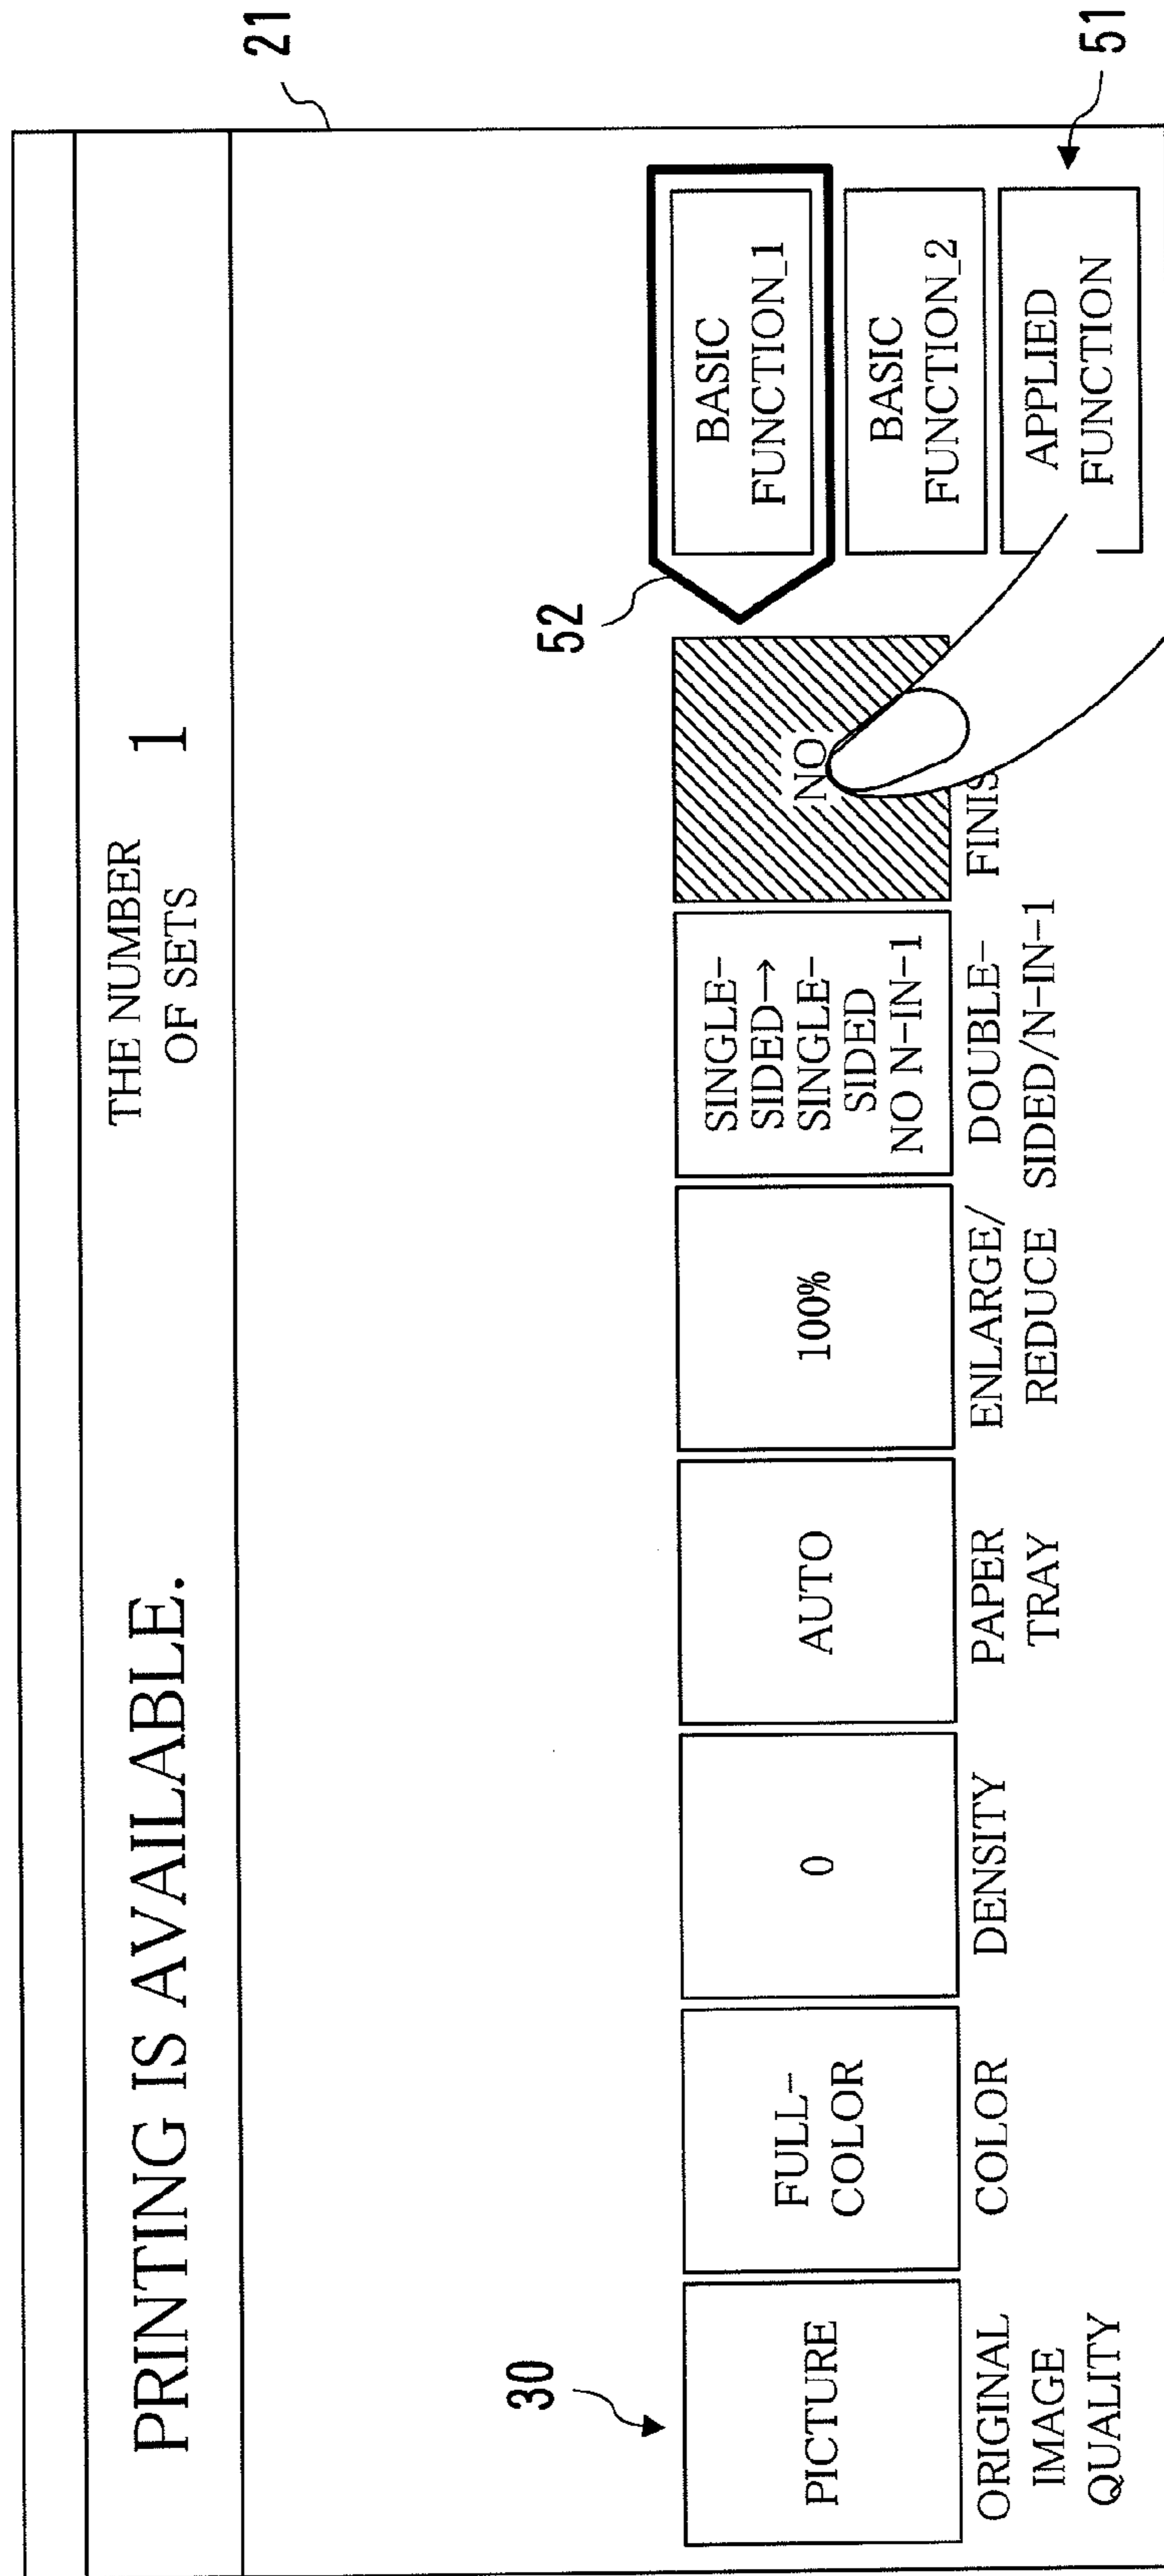 21
PRINTING IS AVAILABLE.
THE NUMBER
OF SETS
1
30
52
PICTURE
FULL-
COLOR
0
AUTO
100%
SINGLE-
SIDED→
SINGLE-
SIDED
NO N-IN-1
NO
BASIC
FUNCTION_1
BASIC
FUNCTION_2
APPLIED
FUNCTION
51
ORIGINAL
IMAGE
QUALITY
COLOR
DENSITY
PAPER
TRAY
ENLARGE/
REDUCE
DOUBLE-
SIDED/N-IN-1
FINIS